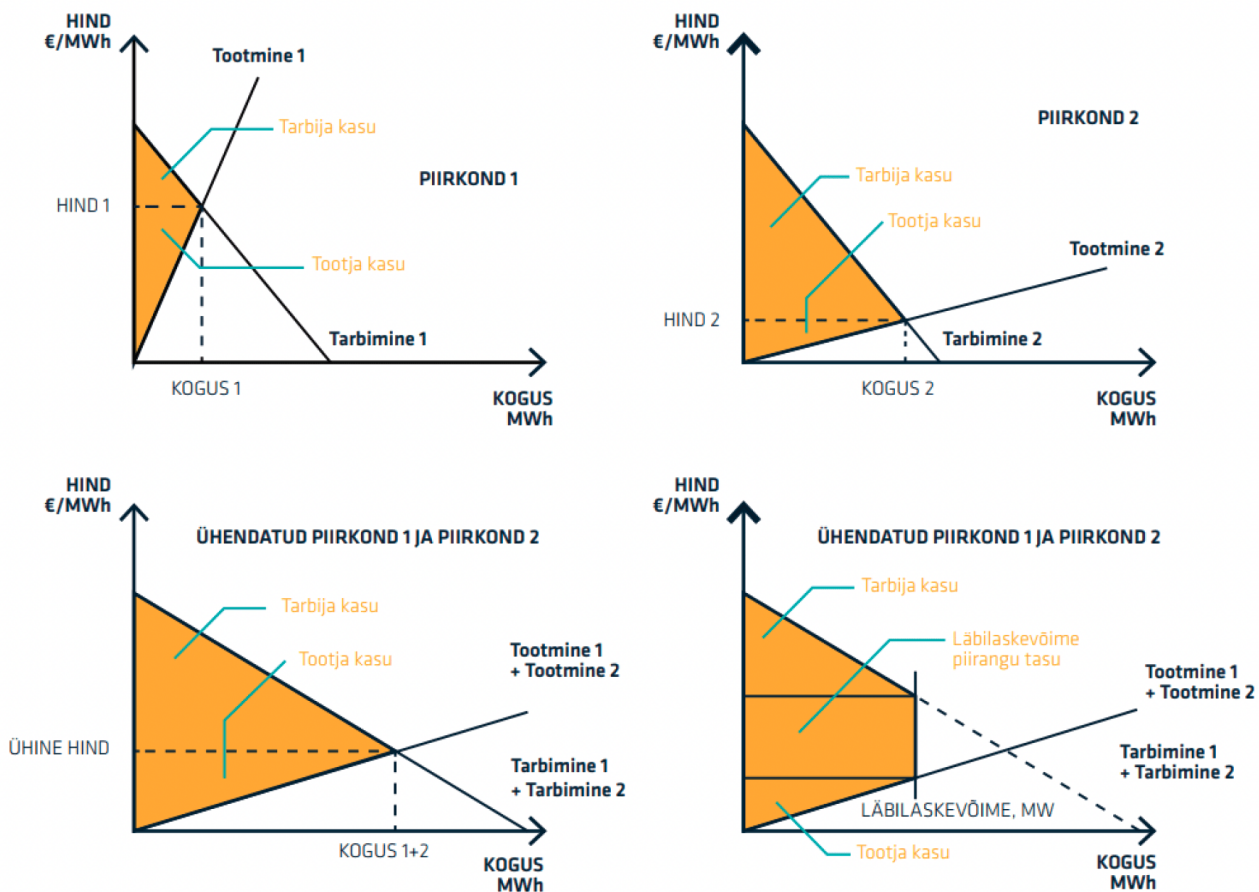 HIND
€/MWh
Tootmine 1
Tarbija kasu
PIIRKOND 1
HIND 1
Tootja kasu
Tarbimine 1
KOGUS 1
KOGUS
MWh
HIND
€/MWh
PIIRKOND 2
Tarbija kasu
Tootja kasu
Tootmine 2
HIND 2
Tarbimine 2
KOGUS 2
KOGUS
MWh
HIND
€/MWh
ÜHENDATUD PIIRKOND 1 JA PIIRKOND 2
Tarbija kasu
Tootja kasu
Tootmine 1
+ Tootmine 2
ÜHINE HIND
Tarbimine 1
+ Tarbimine 2
KOGUS 1+2
KOGUS
MWh
HIND
€/MWh
ÜHENDATUD PIIRKOND 1 JA PIIRKOND 2
Tarbija kasu
Läbilaskevõime
piirangu tasu
Tootmine 1
+ Tootmine 2
Tarbimine 1
+ Tarbimine 2
LÄBILASKEVÕIME, MW
Tootja kasu
KOGUS
MWh